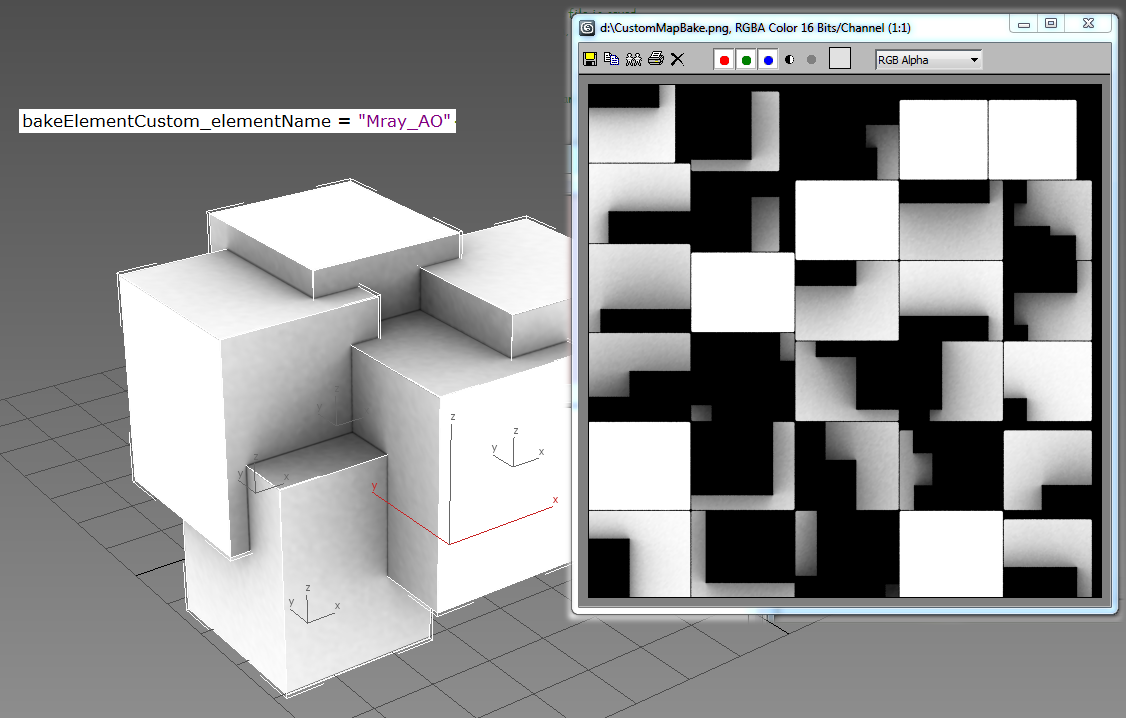 d:\CustomMapBake.png, RGBA Color 16 Bits/Channel (1:1)
RGB Alpha
bakeElementCustom_elementName = "Mray_AO"
z
y
x
z
y
x
z
y
x
z
y
x
z
y